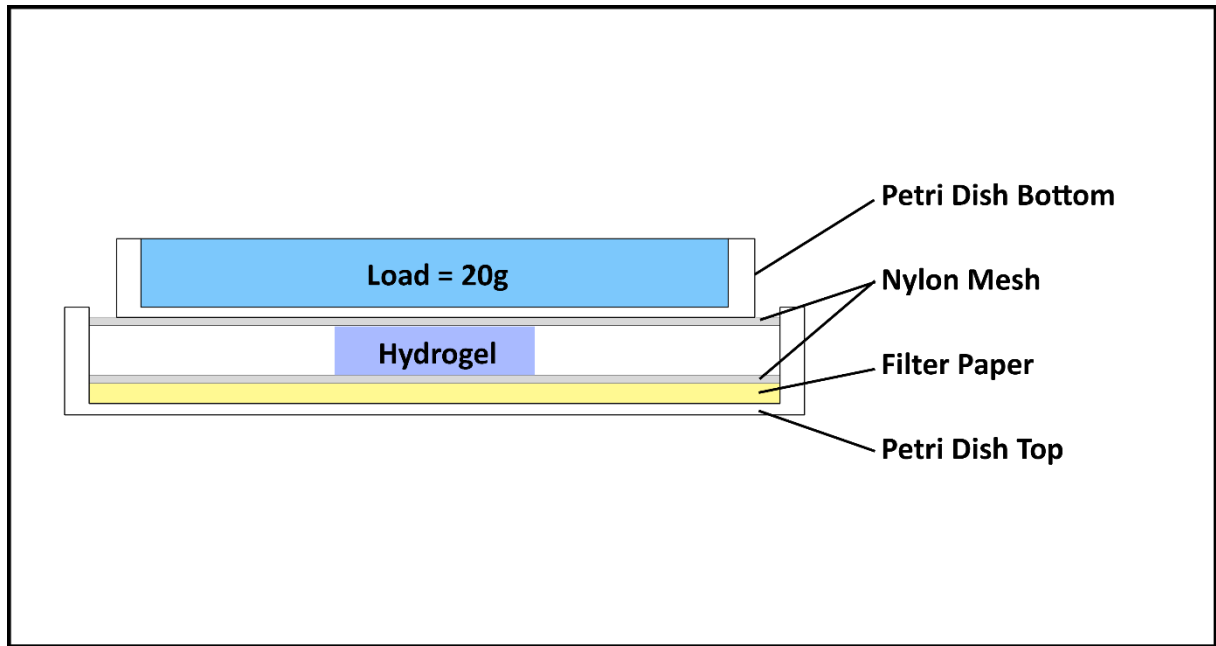 Petri Dish Bottom
Load = 20g
Nylon Mesh
Hydrogel
Filter Paper
Petri Dish Top